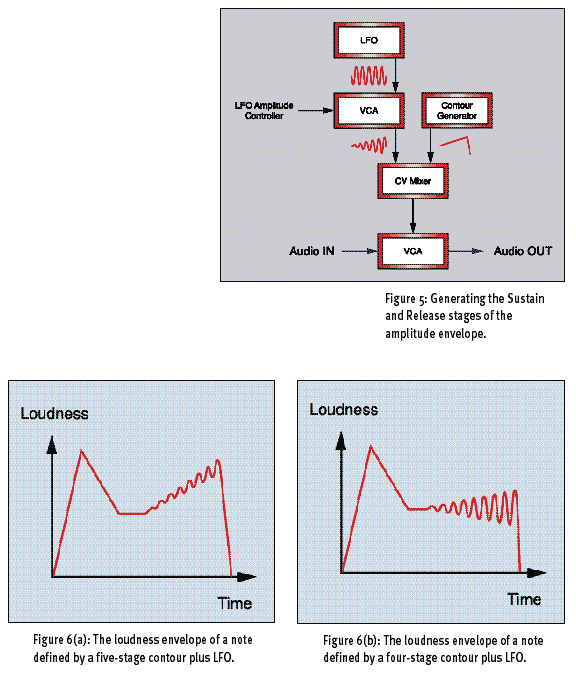 LFO
LFO Amplitude
Controller
VCA
Contour
Generator
CV Mixer
Audio IN
VCA
Audio OUT
Figure 5: Generating the Sustain
and Release stages of the
amplitude envelope.
Loudness
Time
Figure 6(a): The loudness envelope of a note
defined by a five-stage contour plus LFO.
Loudness
Time
Figure 6(b): The loudness envelope of a note
defined by a four-stage contour plus LFO.